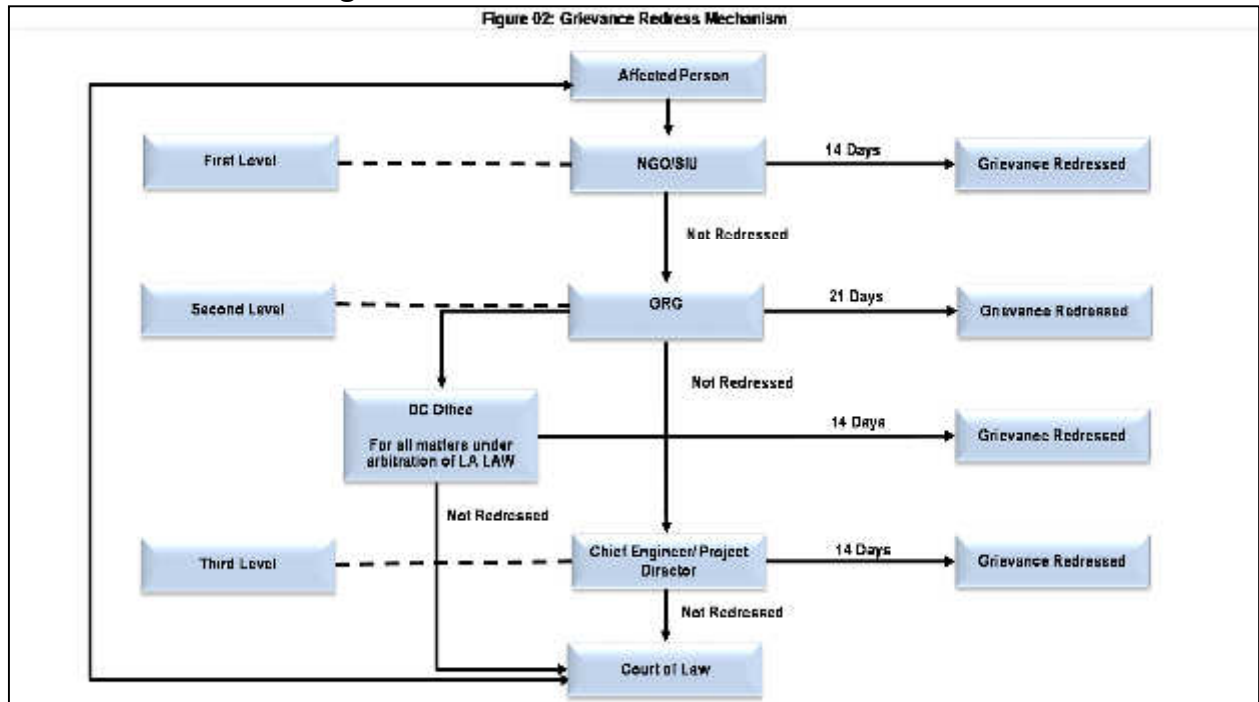 Figure 02: Grievance Redress Mechanism
Affected Person
First Level
NGO/SIU
14 Days
Grievance Redressed
Not Redressed
Second Level
GRC
21 Days
Grievance Redressed
Not Redressed
DC Office
For all matters under
arbitration of LA LAW
14 Days
Grievance Redressed
Not Redressed
Third Level
Chief Engineer/Project
Director
14 Days
Grievance Redressed
Not Redressed
Court of Law